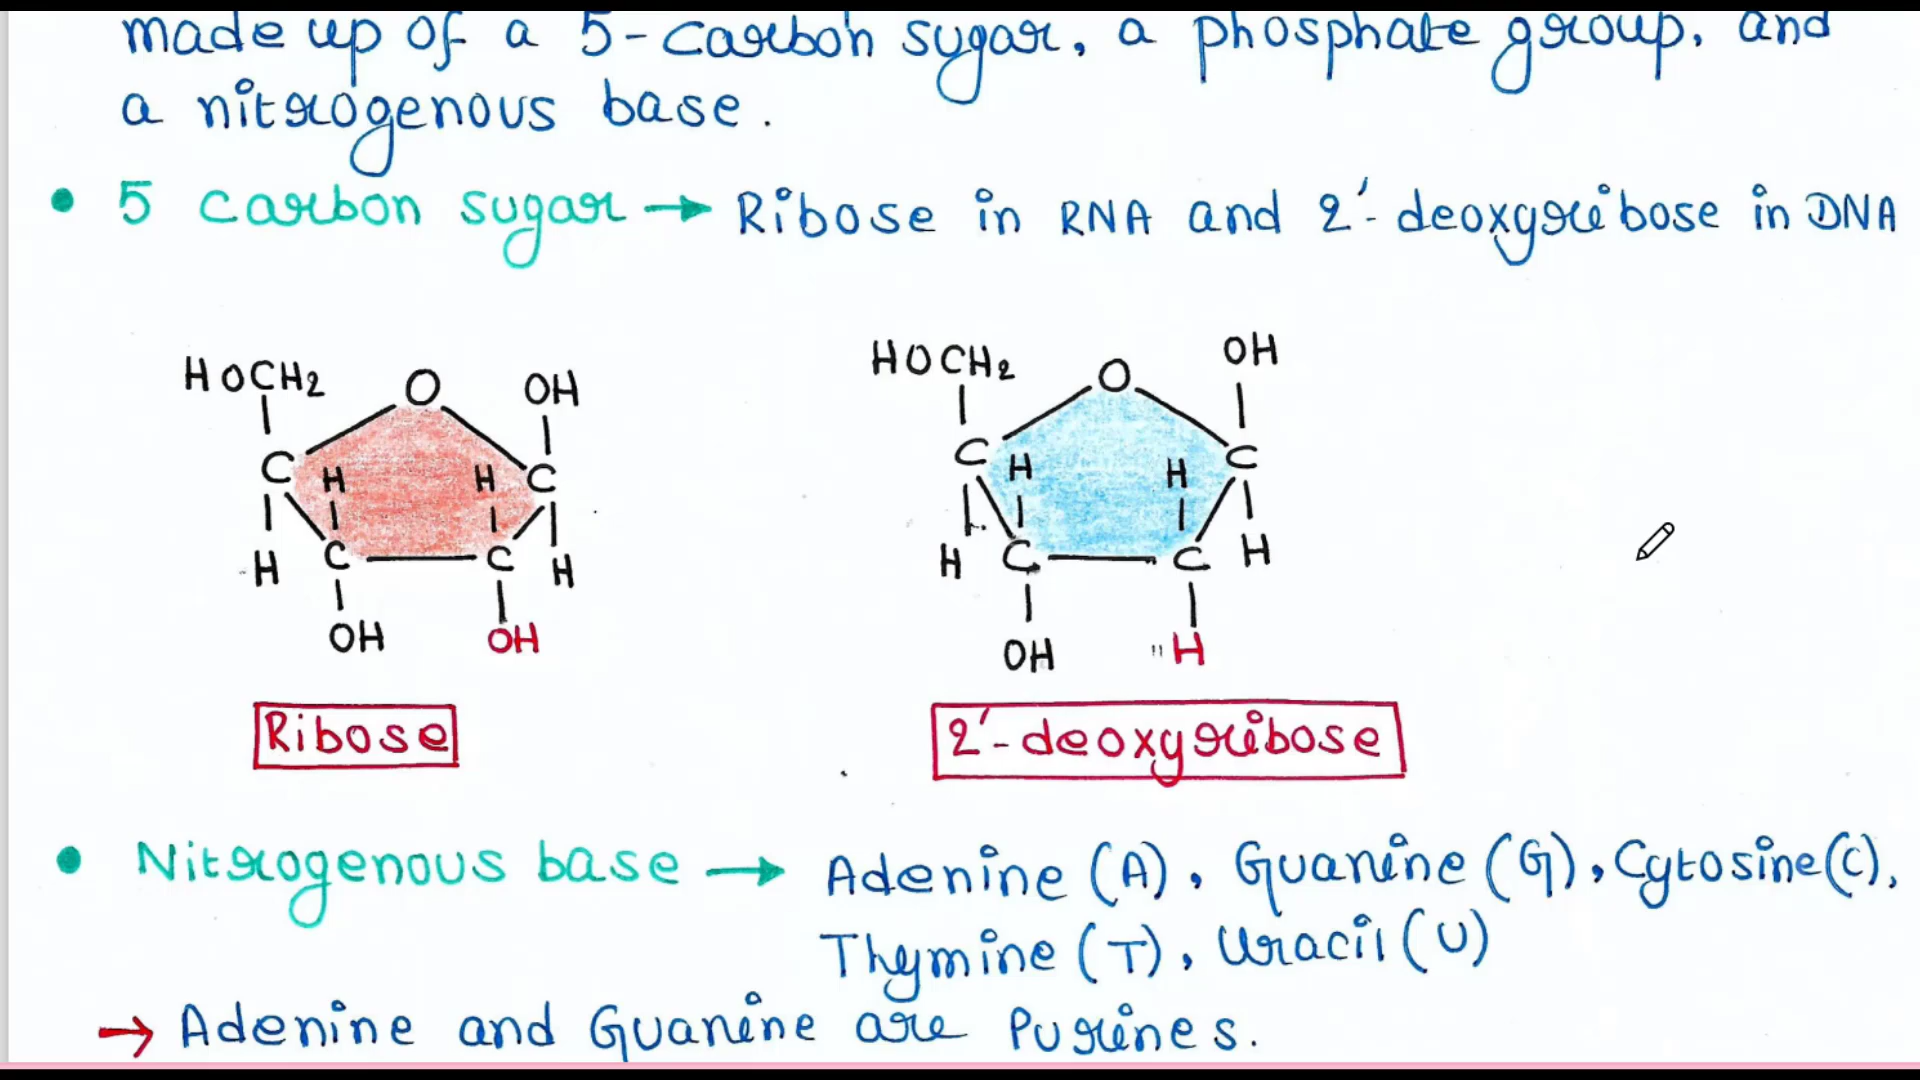 made up of a 5-carbon sugar, a phosphate group, and
a nitrogenous base.
• 5 carbon sugar → Ribose in RNA and 2'-deoxyribose in DNA
HOCH2 O OH
C H H C
H C C H
OH OH
Ribose
HOCH2 O OH
C H H C
H C C H
OH H
2'-deoxyribose
• Nitrogenous base → Adenine (A), Guanine (G), Cytosine (C),
Thymine (T), Uracil (U)
→ Adenine and Guanine are Purines.